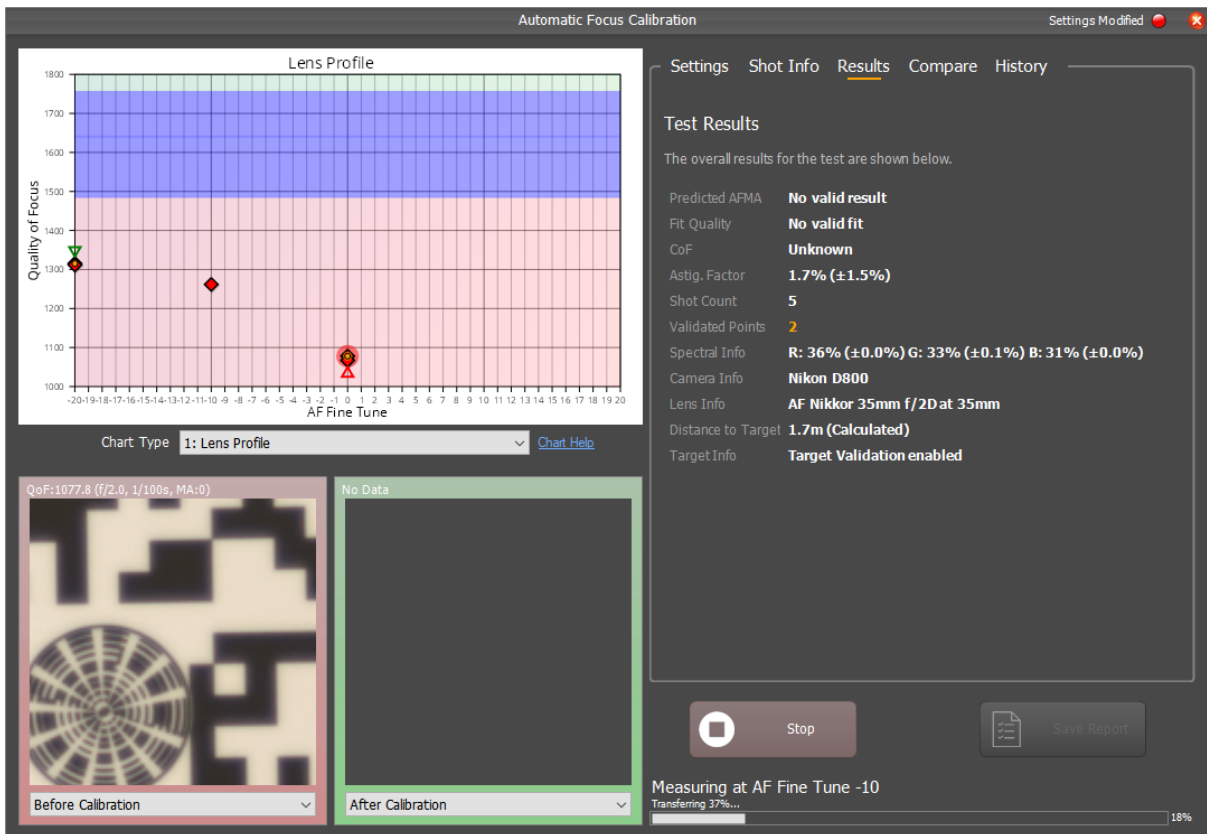 Automatic Focus Calibration
Settings Modified
Lens Profile
1800
1700
1600
1500
1400
1300
1200
1100
1000
Quality of Focus
-20 -19 -18 -17 -16 -15 -14 -13 -12 -11 -10 -9 -8 -7 -6 -5 -4 -3 -2 -1 0 1 2 3 4 5 6 7 8 9 10 11 12 13 14 15 16 17 18 19 20
AF Fine Tune
Chart Type 1: Lens Profile Chart Help
QoF:1077.8 (f/2.0, 1/100s, MA:0)
Before Calibration
No Data
After Calibration
Settings Shot Info Results Compare History
Test Results
The overall results for the test are shown below.
Predicted AFMA No valid result
Fit Quality No valid fit
CoF Unknown
Astig. Factor 1.7% (±1.5%)
Shot Count 5
Validated Points 2
Spectral Info R: 36% (±0.0%) G: 33% (±0.1%) B: 31% (±0.0%)
Camera Info Nikon D800
Lens Info AF Nikkor 35mm f/2D at 35mm
Distance to Target 1.7m (Calculated)
Target Info Target Validation enabled
Stop
Save Report
Measuring at AF Fine Tune -10
Transferring 37%...
18%